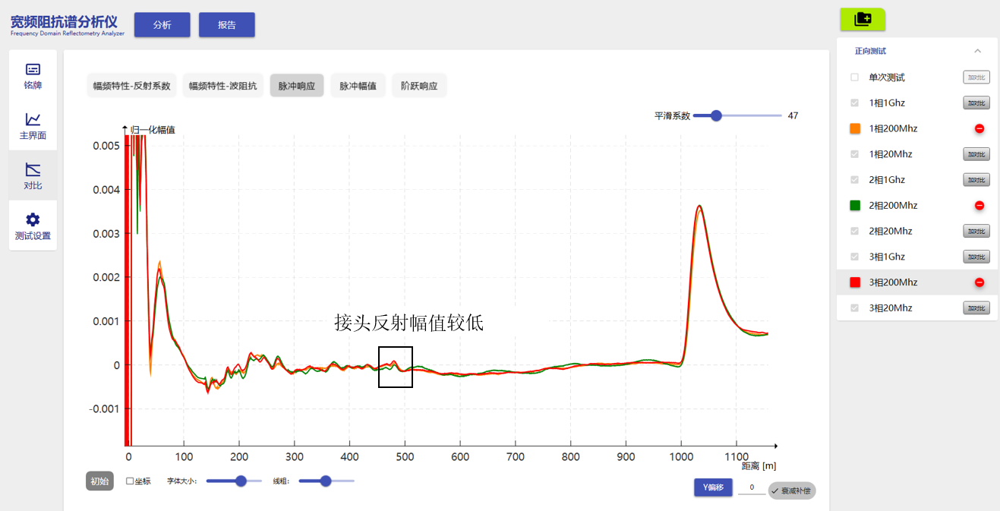 宽频阻抗谱分析仪
Frequency Domain Reflectometry Analyzer
分析
报告
铭牌
主界面
对比
测试设置
幅频特性-反射系数
幅频特性-波阻抗
脉冲响应
脉冲幅值
阶跃响应
平滑系数
47
归一化幅值
0.005
0.004
0.003
0.002
0.001
0
-0.001
接头反射幅值较低
0 100 200 300 400 500 600 700 800 900 1000 1100
距离 [m]
初始
坐标
字体大小:
线粗:
Y偏移
0
衰减补偿
正向测试
单次测试 加对比
1相1Ghz 加对比
1相200Mhz
1相20Mhz 加对比
2相1Ghz 加对比
2相200Mhz
2相20Mhz 加对比
3相1Ghz 加对比
3相200Mhz
3相20Mhz 加对比